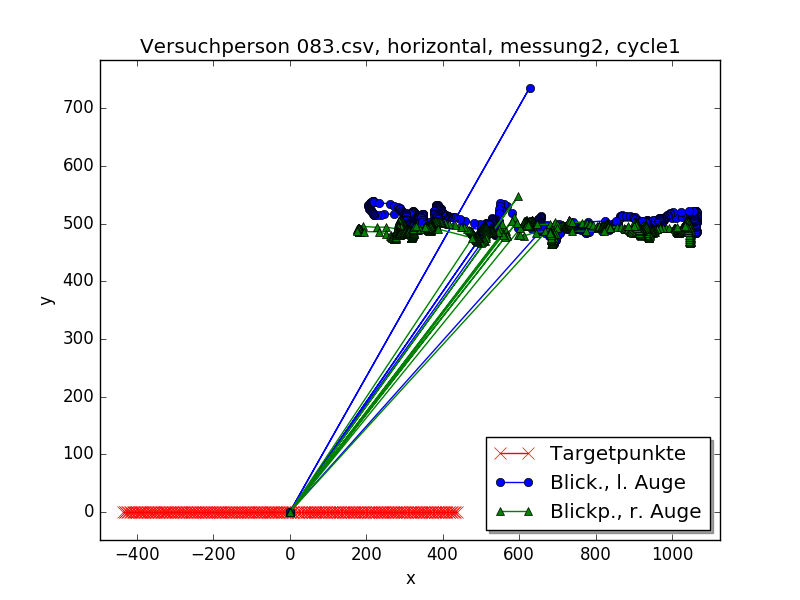 Versuchperson 083.csv, horizontal, messung2, cycle1
700
600
500
400
300
200
100
0
y
−400
−200
0
200
400
600
800
1000
x
Targetpunkte
Blick., l. Auge
Blickp., r. Auge